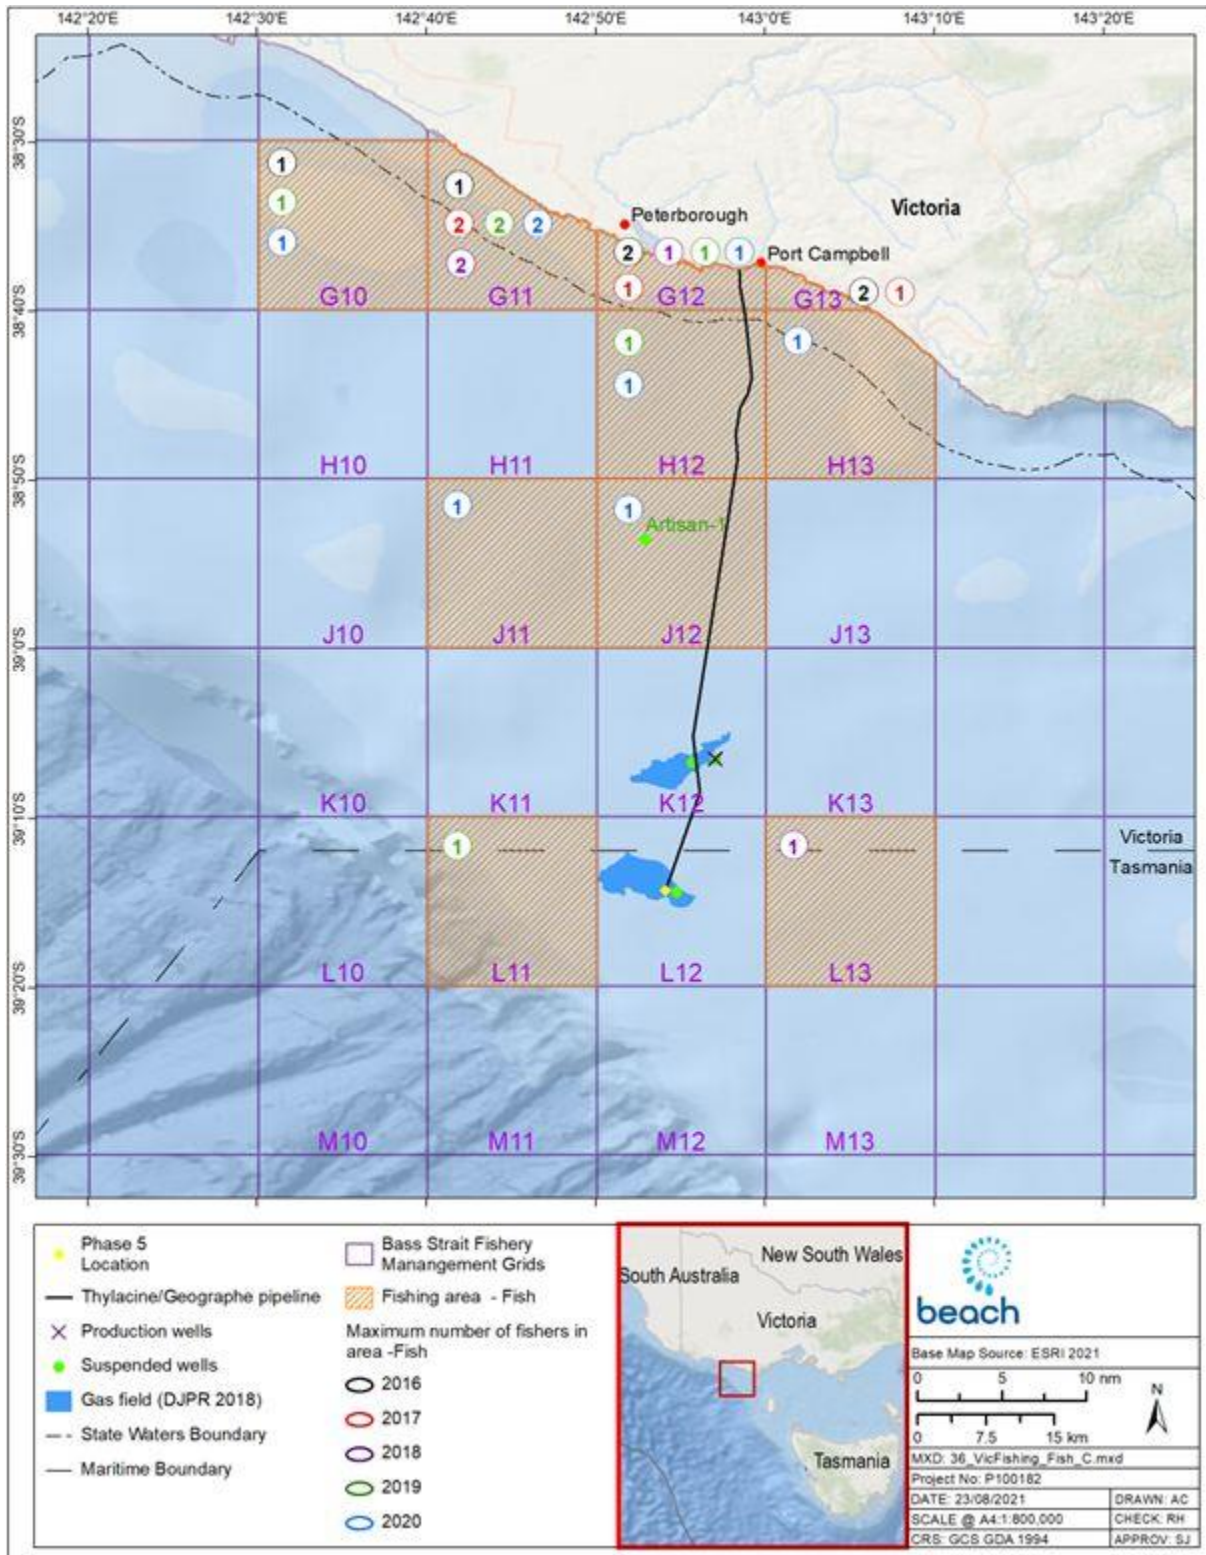 142°20'E 142°30'E 142°40'E 142°50'E 143°0'E 143°10'E 143°20'E
38°30'S
1
1
1
1
2 2 2
2
Peterborough
Victoria
2 1 1 1
Port Campbell
1
2 1
G10 G11 G12 G13
38°40'S
1
1
1
H10 H11 H12 H13
38°50'S
1
1
Artisan-1
J10 J11 J12 J13
39°0'S
K10 K11 K12 K13
39°10'S
1
1
Victoria
Tasmania
L10 L11 L12 L13
39°20'S
M10 M11 M12 M13
39°30'S
Phase 5
Location
Thylacine/Geographe pipeline
Production wells
Suspended wells
Gas field (DJPR 2018)
State Waters Boundary
Maritime Boundary
Bass Strait Fishery
Manangement Grids
Fishing area - Fish
Maximum number of fishers in
area -Fish
2016
2017
2018
2019
2020
New South Wales
South Australia
Victoria
Tasmania
beach
Base Map Source: ESRI 2021
0 5 10 nm
N
0 7.5 15 km
MXD: 36_VicFishing_Fish_C.mxd
Project No: P100182
DATE: 23/08/2021 DRAWN: AC
SCALE @ A4:1:800,000 CHECK: RH
CRS: GCS GDA 1994 APPROV: SJ